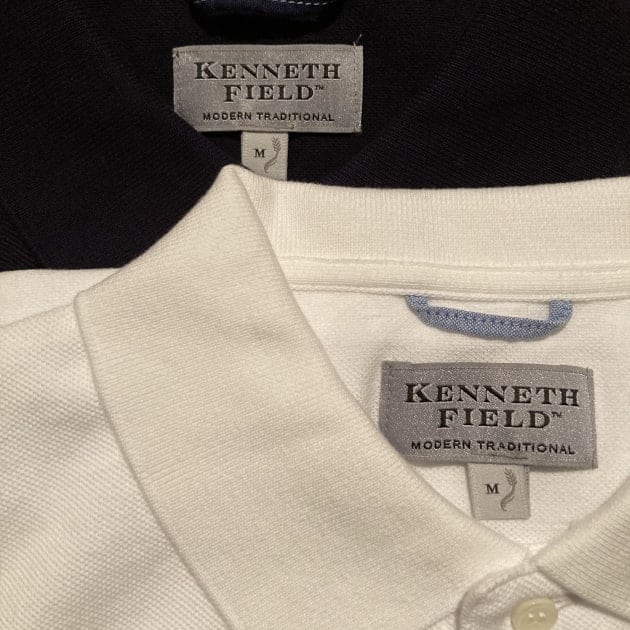 KENNETH
FIELD™
MODERN TRADITIONAL
M
KENNETH
FIELD™
MODERN TRADITIONAL
M